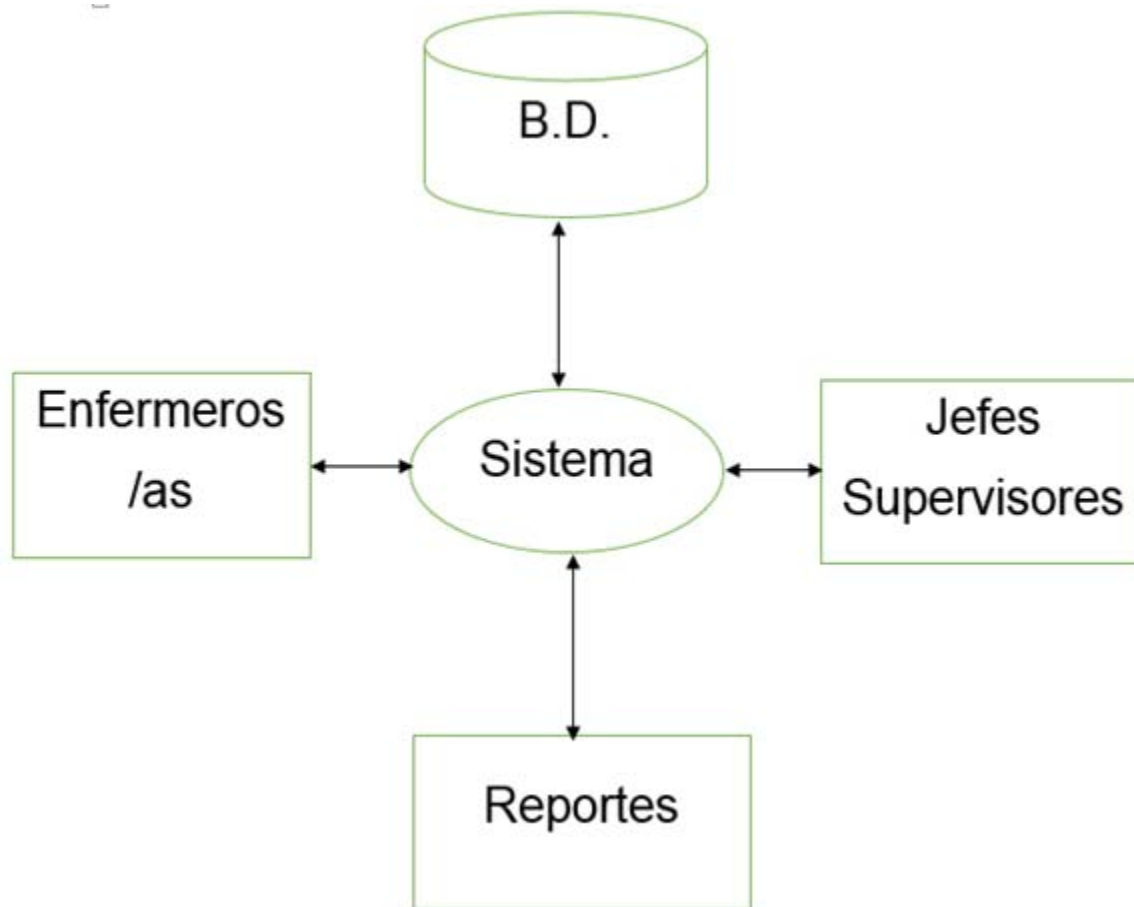 B.D.
Enfermeros
/as
Sistema
Jefes
Supervisores
Reportes